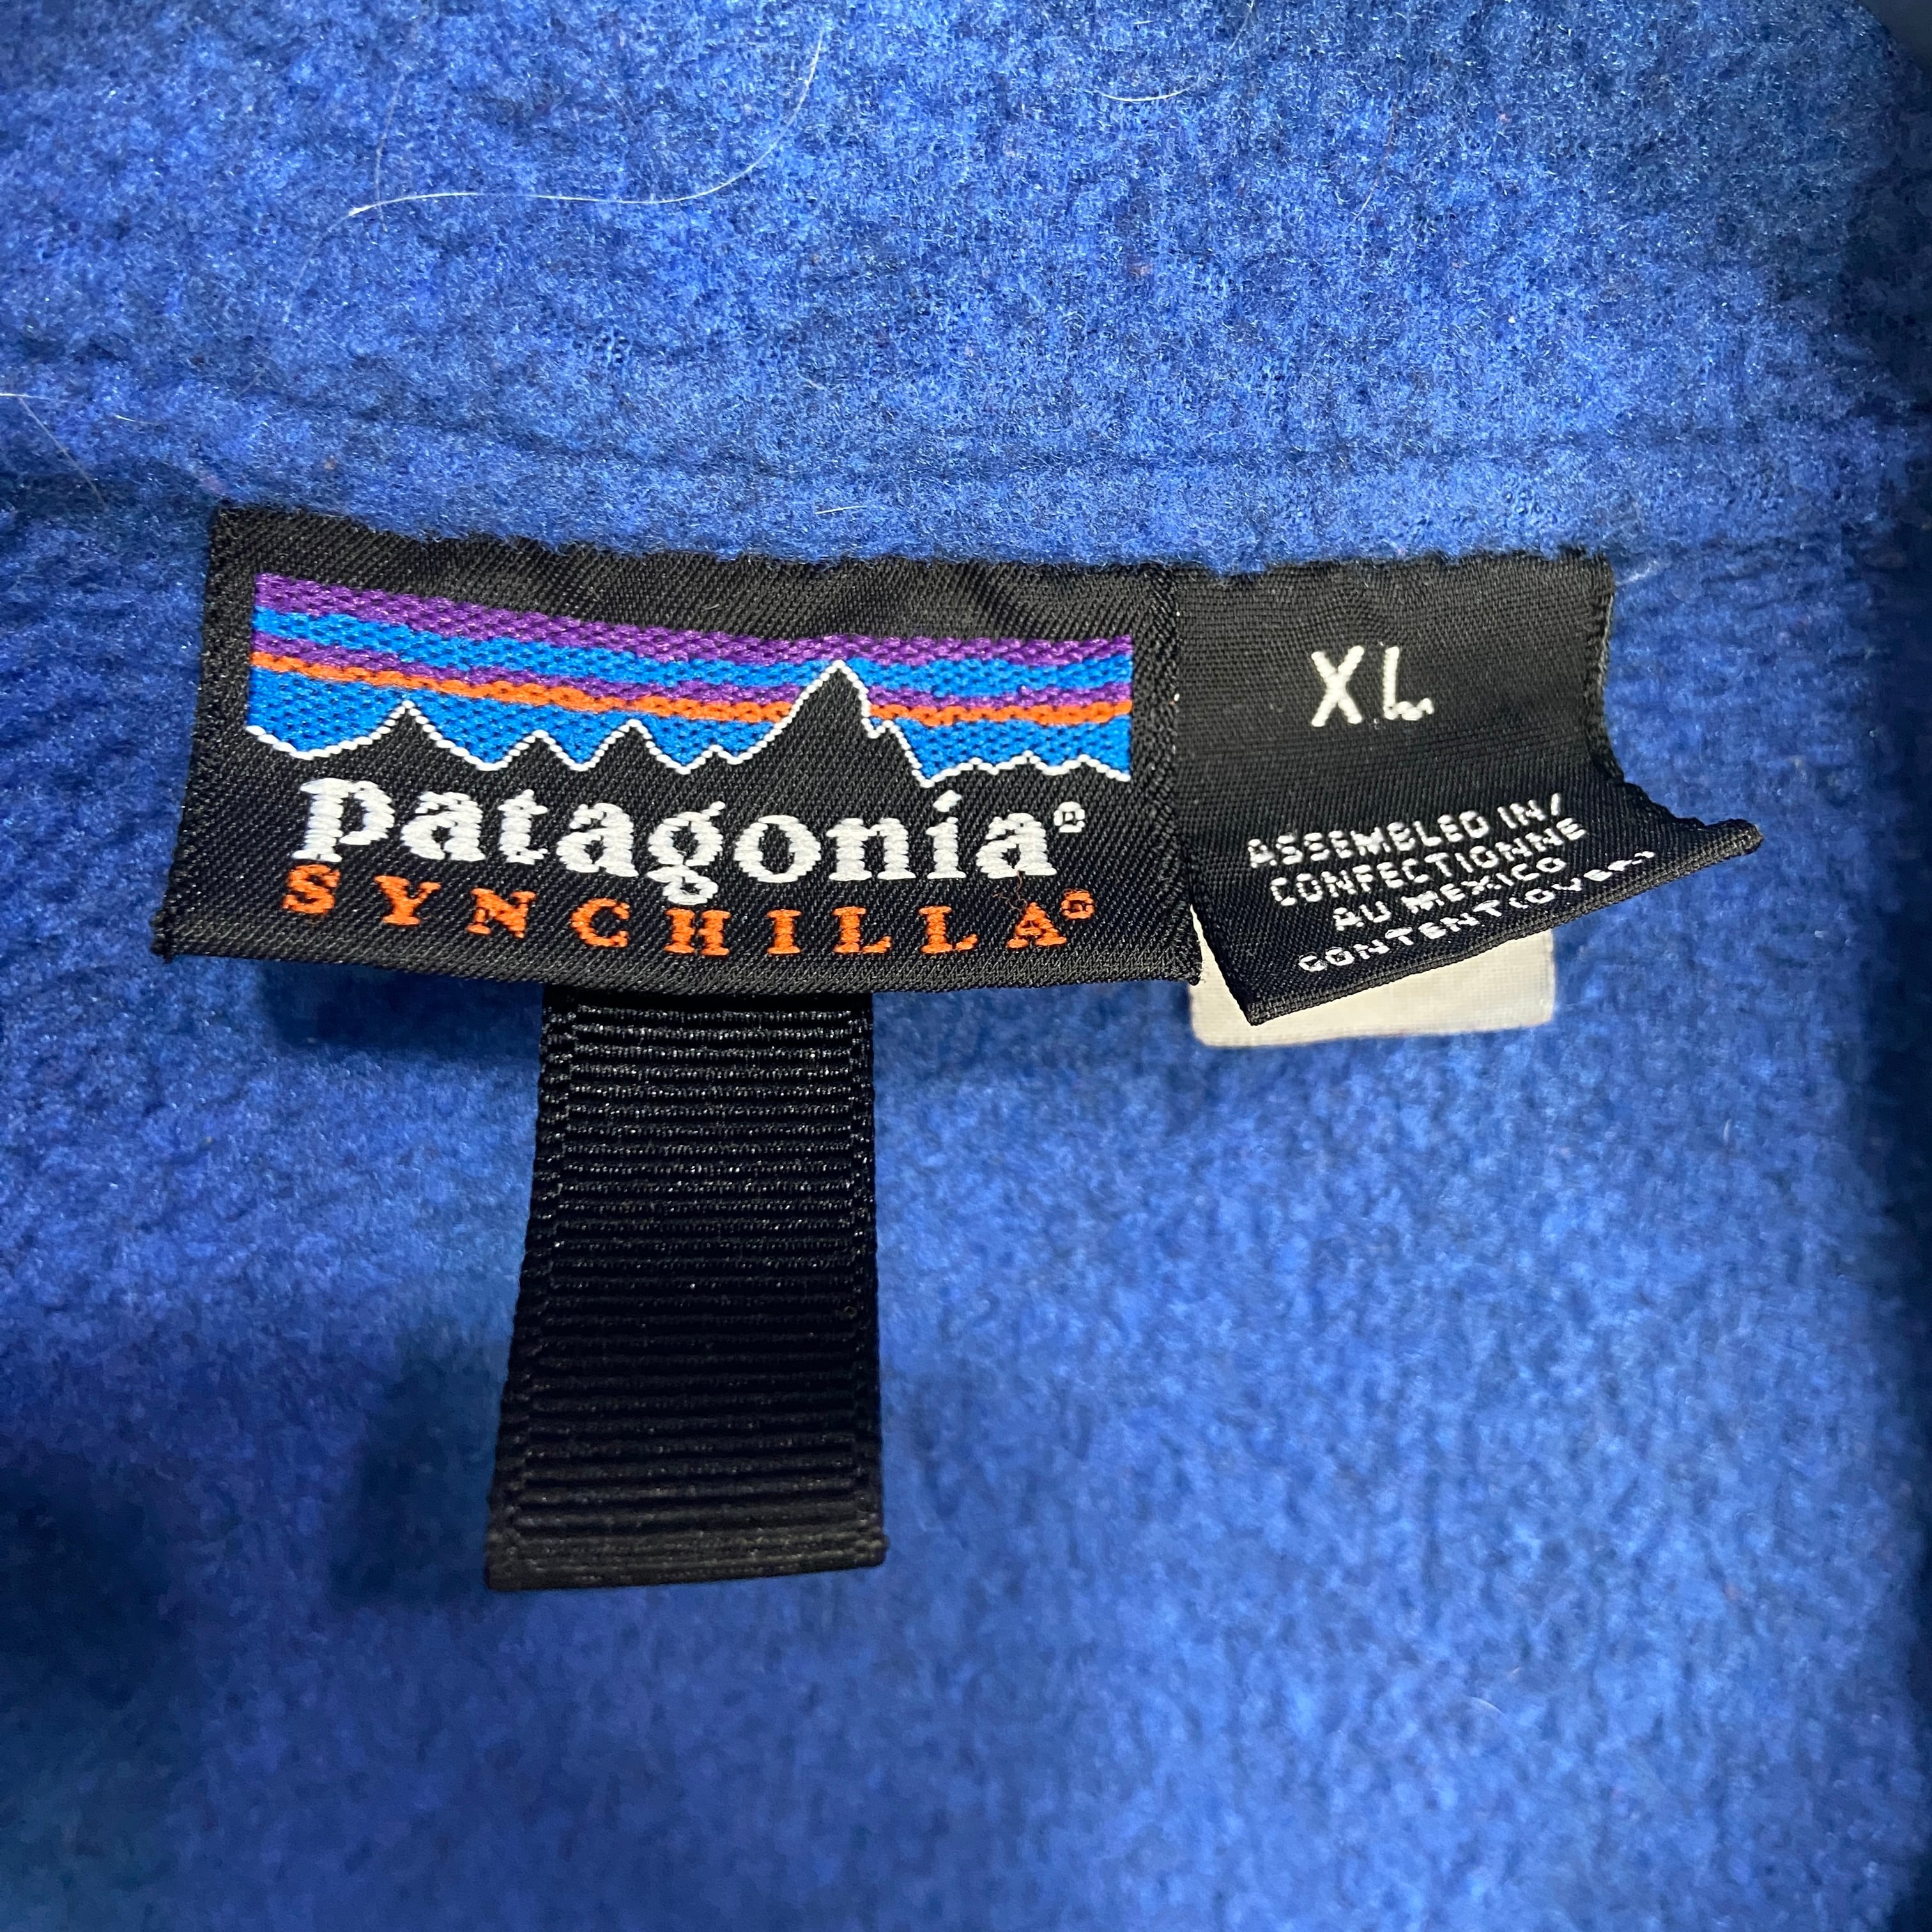 patagonia®
SYNCHILLA®
XL
ASSEMBLED IN/
CONFECTIONNE
AU MEXICO
CONTENT(OVER)